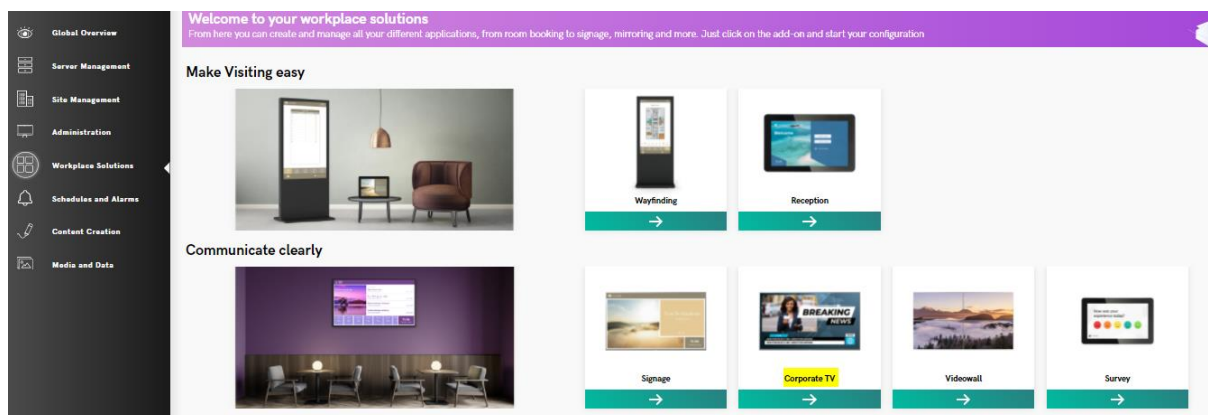 Welcome to your workplace solutions
From here you can create and manage all your different applications, from room booking to signage, mirroring and more. Just click on the add-on and start your configuration
Global Overview
Server Management
Site Management
Administration
Workplace Solutions
Schedules and Alarms
Content Creation
Media and Data
Make Visiting easy
Wayfinding
Reception
Communicate clearly
BREAKING
NEWS
Signage
Corporate TV
Videowall
Survey